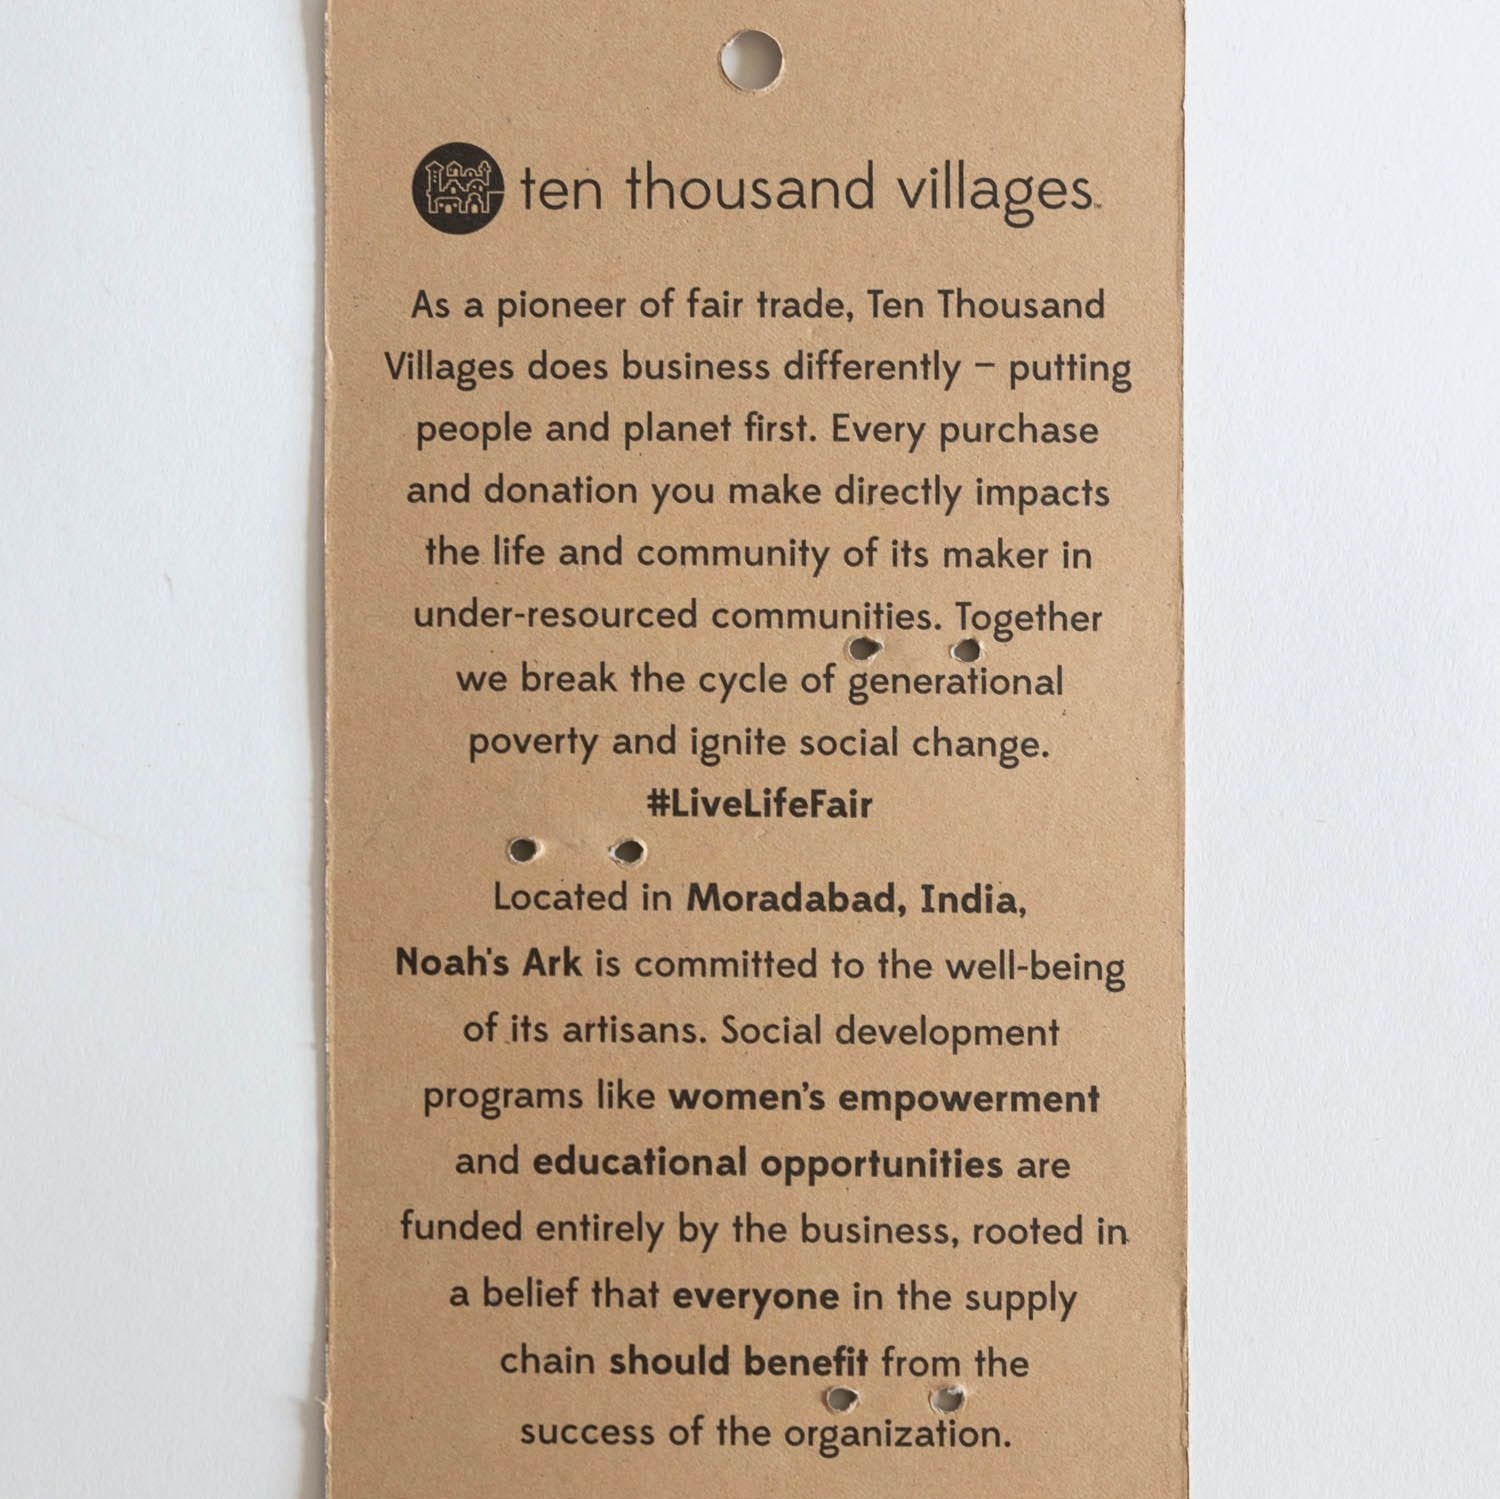 ten thousand villages™
As a pioneer of fair trade, Ten Thousand
Villages does business differently – putting
people and planet first. Every purchase
and donation you make directly impacts
the life and community of its maker in
under-resourced communities. Together
we break the cycle of generational
poverty and ignite social change.
#LiveLifeFair
Located in Moradabad, India,
Noah's Ark is committed to the well-being
of its artisans. Social development
programs like women's empowerment
and educational opportunities are
funded entirely by the business, rooted in
a belief that everyone in the supply
chain should benefit from the
success of the organization.